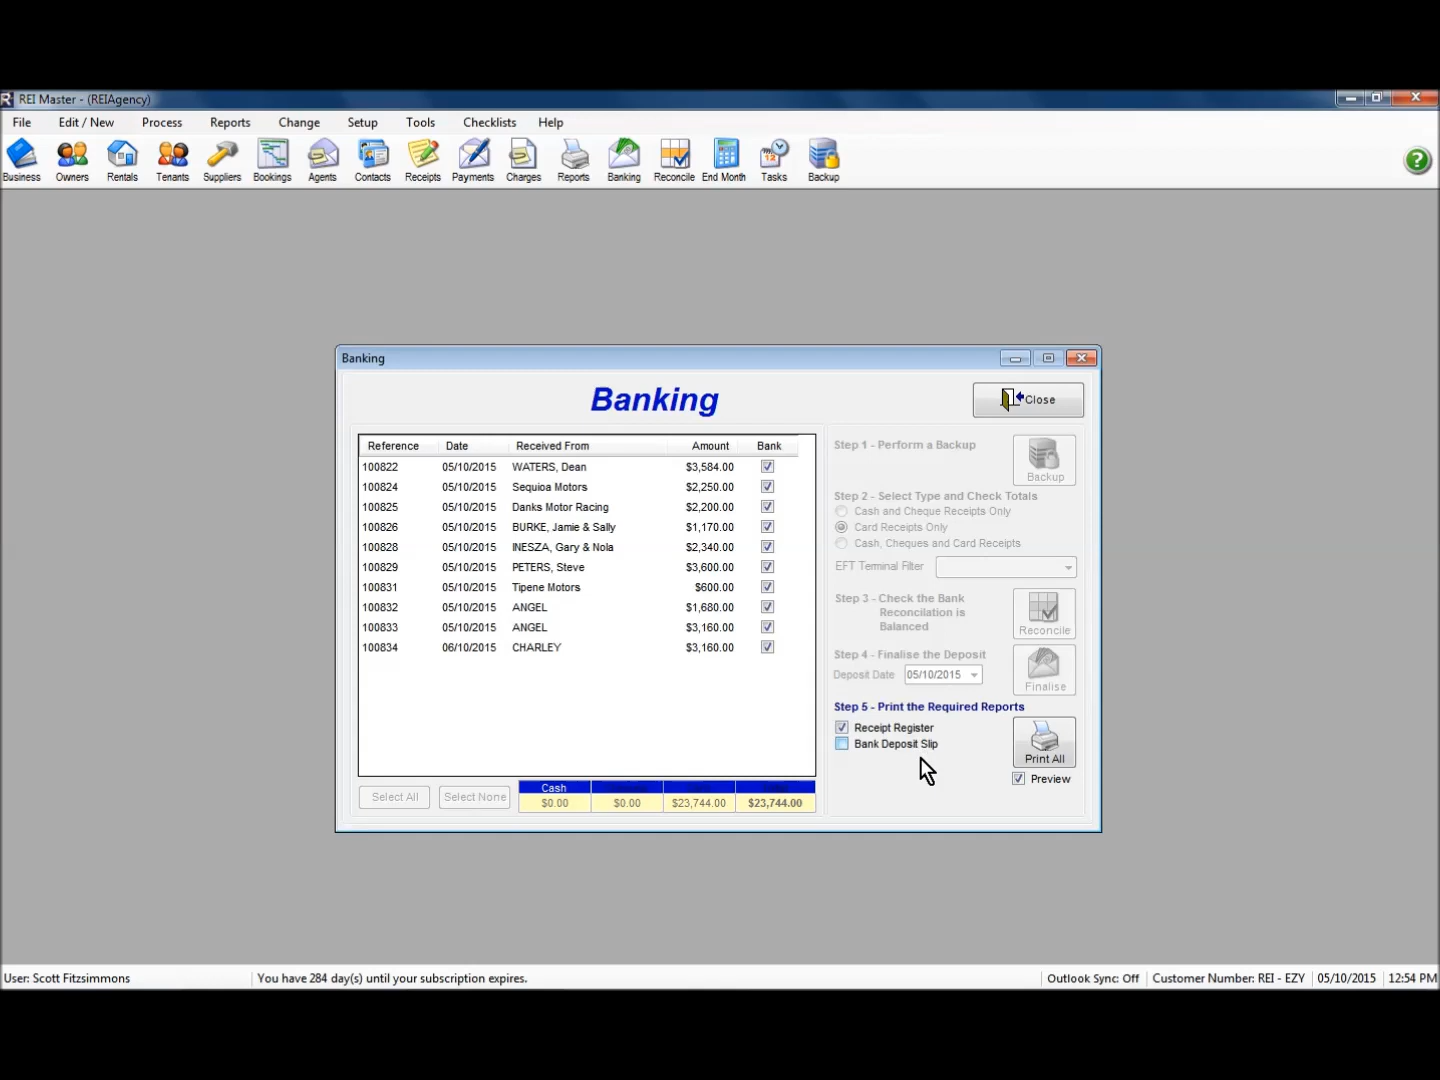 REI Master - (REIAgency)
File Edit / New Process Reports Change Setup Tools Checklists Help
Business Owners Rentals Tenants Suppliers Bookings Agents Contacts Receipts Payments Charges Reports Banking Reconcile End Month Tasks Backup
Banking
Banking
Close
Reference Date Received From Amount Bank
100822 05/10/2015 WATERS, Dean $3,584.00
100824 05/10/2015 Sequioa Motors $2,250.00
100825 05/10/2015 Danks Motor Racing $2,200.00
100826 05/10/2015 BURKE, Jamie & Sally $1,170.00
100828 05/10/2015 INESZA, Gary & Nola $2,340.00
100829 05/10/2015 PETERS, Steve $3,600.00
100831 05/10/2015 Tipene Motors $600.00
100832 05/10/2015 ANGEL $1,680.00
100833 05/10/2015 ANGEL $3,160.00
100834 06/10/2015 CHARLEY $3,160.00
Select All Select None
Cash
$0.00 $0.00 $23,744.00 $23,744.00
Step 1 - Perform a Backup
Backup
Step 2 - Select Type and Check Totals
Cash and Cheque Receipts Only
Card Receipts Only
Cash, Cheques and Card Receipts
EFT Terminal Filter
Step 3 - Check the Bank
Reconcilation is
Balanced
Reconcile
Step 4 - Finalise the Deposit
Deposit Date 05/10/2015
Finalise
Step 5 - Print the Required Reports
Receipt Register
Bank Deposit Slip
Print All
Preview
User: Scott Fitzsimmons You have 284 day(s) until your subscription expires. Outlook Sync: Off Customer Number: REI - EZY 05/10/2015 12:54 PM